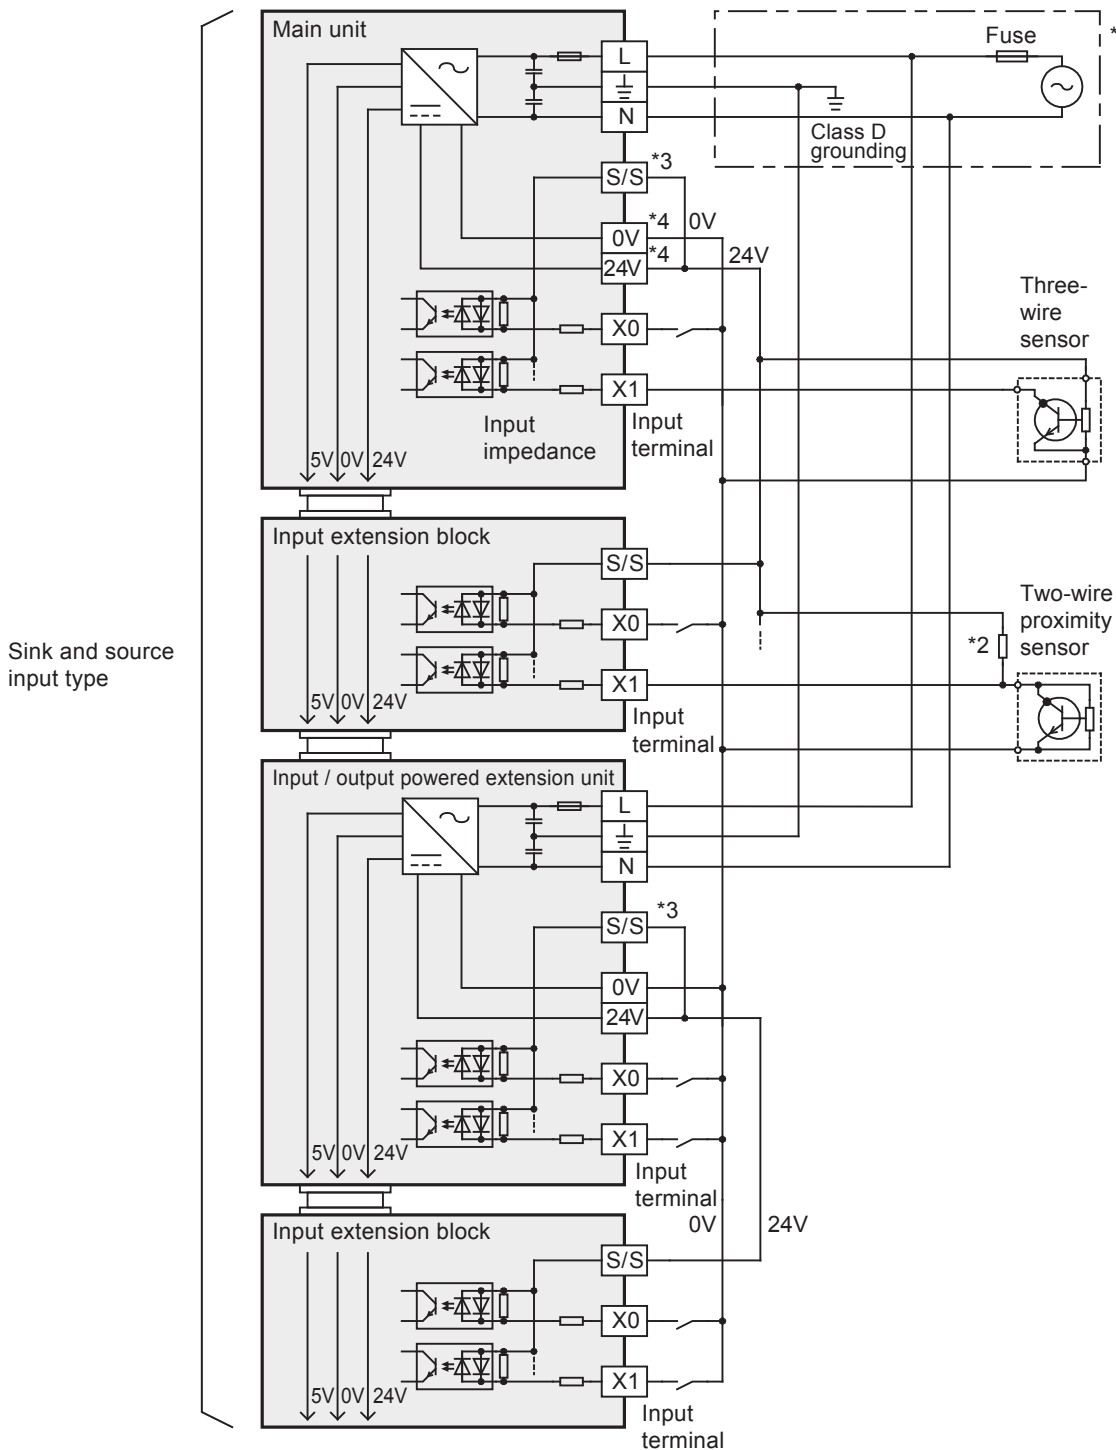 Main unit
L
N
Fuse
*
Class D
grounding
S/S
*3
0V
*4
0V
24V
*4
24V
X0
X1
Input
impedance
Input
terminal
5V 0V 24V
Three-
wire
sensor
Sink and source
input type
Input extension block
S/S
X0
X1
5V 0V 24V
Input
terminal
*2
Two-wire
proximity
sensor
Input / output powered extension unit
L
N
S/S
*3
0V
24V
X0
X1
5V 0V 24V
Input
terminal
0V
24V
Input extension block
S/S
X0
X1
5V 0V 24V
Input
terminal